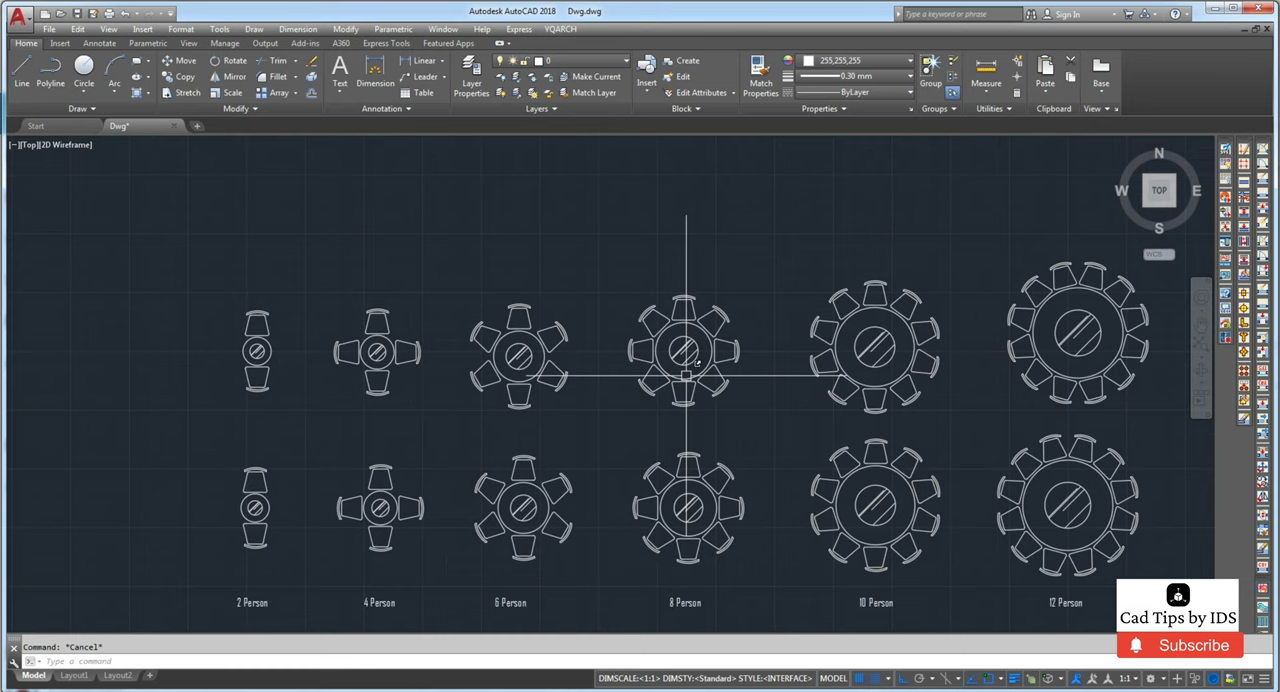 Autodesk AutoCAD 2018 Dwg.dwg
Type a keyword or phrase
Sign In
File Edit View Insert Format Tools Draw Dimension Modify Parametric Window Help Express YQARCH
Home Insert Annotate Parametric View Manage Output Add-ins A360 Express Tools Featured Apps
Line Polyline Circle Arc
Move Rotate Trim
Copy Mirror Fillet
Stretch Scale Array
Text Dimension
Linear
Leader
Table
Layer Properties
0
Make Current
Match Layer
Insert
Create
Edit
Edit Attributes
Match Properties
255,255,255
0.30 mm
ByLayer
Group
Measure
Paste
Base
Draw Modify Annotation Layers Block Properties Groups Utilities Clipboard View
Start Dwg*
[–][Top][2D Wireframe]
N
W TOP E
S
WCS
2 Person 4 Person 6 Person 8 Person 10 Person 12 Person
Cad Tips by IDS
Subscribe
Command: *Cancel*
Type a command
Model Layout1 Layout2
DIMSCALE:<1:1> DIMSTY:<Standard> STYLE:<INTERFACE> MODEL
1:1